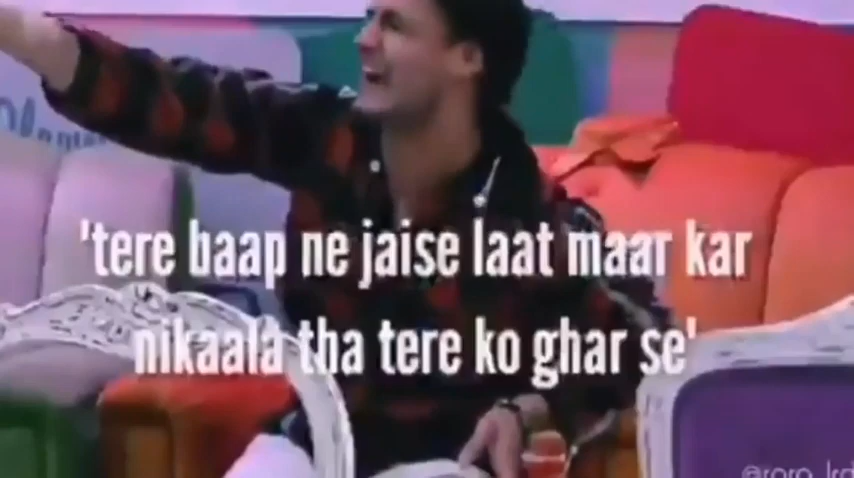 'tere baap ne jaise laat maar kar
nikaala tha tere ko ghar se'